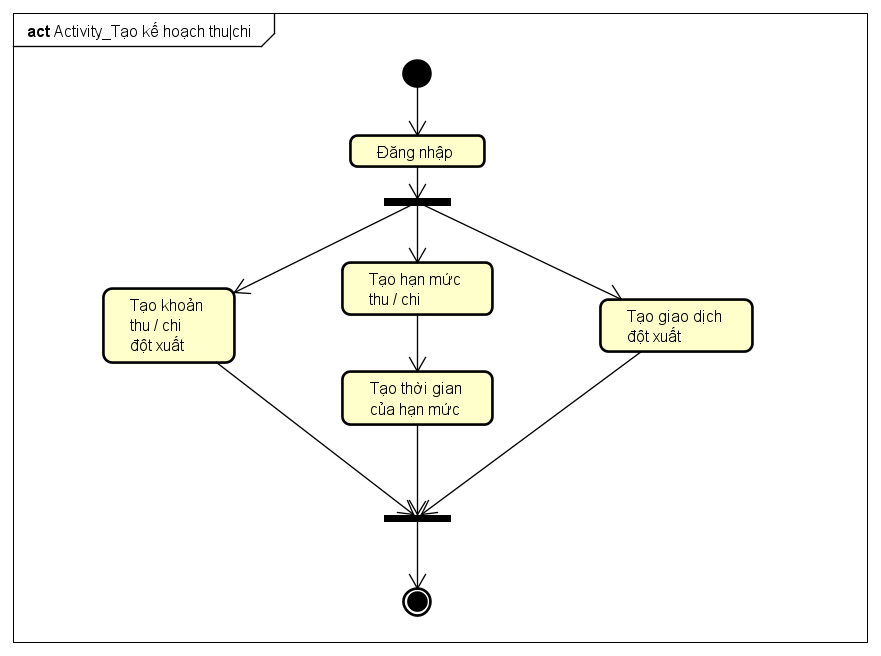 act Activity_Tạo kế hoạch thu|chi
Đăng nhập
Tạo khoản
thu / chi
đột xuất
Tạo hạn mức
thu / chi
Tạo giao dịch
đột xuất
Tạo thời gian
của hạn mức